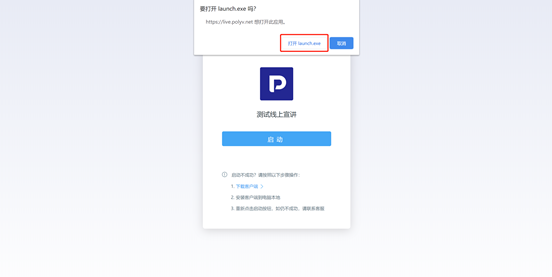 要打开 launch.exe 吗?
https://live.polyv.net 想打开此应用。
打开 launch.exe
取消
测试线上宣讲
启 动
启动不成功? 请按照以下步骤操作:
1. 下载客户端
2. 安装客户端到电脑本地
3. 重新点击启动按钮, 如仍不成功, 请联系客服